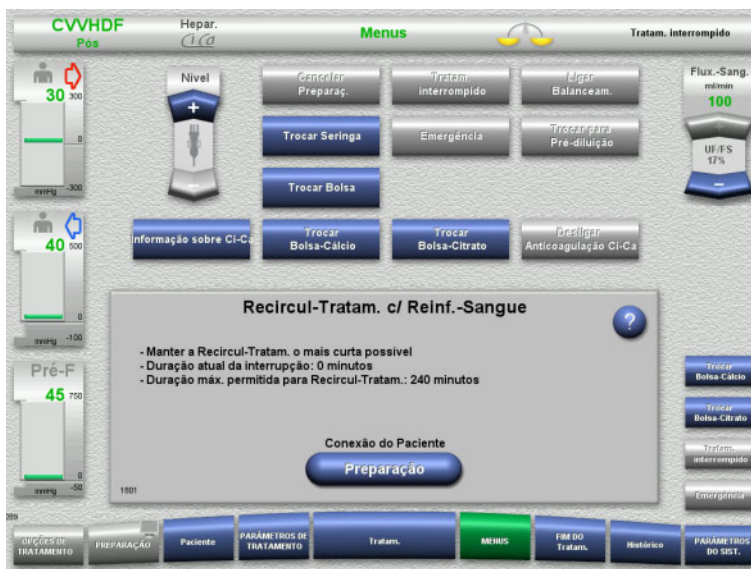 CVVHDF
Pós
Hepar.
Ci Ca
Menus
Tratam. interrompido
30
300
0
-300
mmHg
40
500
0
-100
mmHg
Pré-F
45
750
0
-50
mmHg
Nível
+
−
Cancelar
Preparaç.
Tratam.
interrompido
Ligar
Balanceam.
Trocar Seringa
Emergência
Trocar para
Pré-diluição
Trocar Bolsa
Informação sobre Ci-Ca
Trocar
Bolsa-Cálcio
Trocar
Bolsa-Citrato
Desligar
Anticoagulação Ci-Ca
Flux.-Sang.
ml/min
100
+
UF/FS
17%
−
Recircul-Tratam. c/ Reinf.-Sangue
?
- Manter a Recircul-Tratam. o mais curta possível
- Duração atual da interrupção: 0 minutos
- Duração máx. permitida para Recircul-Tratam.: 240 minutos
Conexão do Paciente
Preparação
1801
Trocar
Bolsa-Cálcio
Trocar
Bolsa-Citrato
Tratam.
interrompido
Emergência
OPÇÕES DE
TRATAMENTO
PREPARAÇÃO
Paciente
PARÂMETROS DE
TRATAMENTO
Tratam.
MENUS
FIM DO
Tratam.
Histórico
PARÂMETROS
DO SIST.